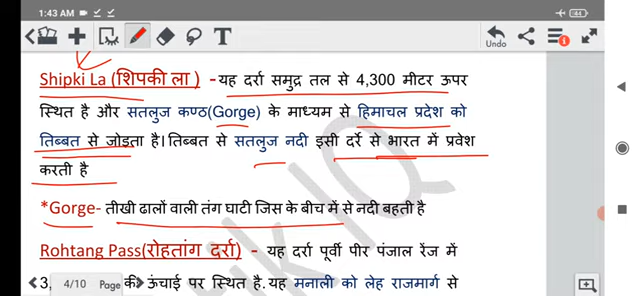 1:43 AM
44
Undo
Shipki La (शिपकी ला) - यह दर्रा समुद्र तल से 4,300 मीटर ऊपर
स्थित है और सतलुज कण्ठ(Gorge) के माध्यम से हिमाचल प्रदेश को
तिब्बत से जोड़ता है। तिब्बत से सतलुज नदी इसी दर्रे से भारत में प्रवेश
करती है
*Gorge- तीखी ढालों वाली तंग घाटी जिस के बीच में से नदी बहती है
Rohtang Pass(रोहतांग दर्रा) - यह दर्रा पूर्वी पीर पंजाल रेंज में
3, 4/10 Page की ऊंचाई पर स्थित है. यह मनाली को लेह राजमार्ग से